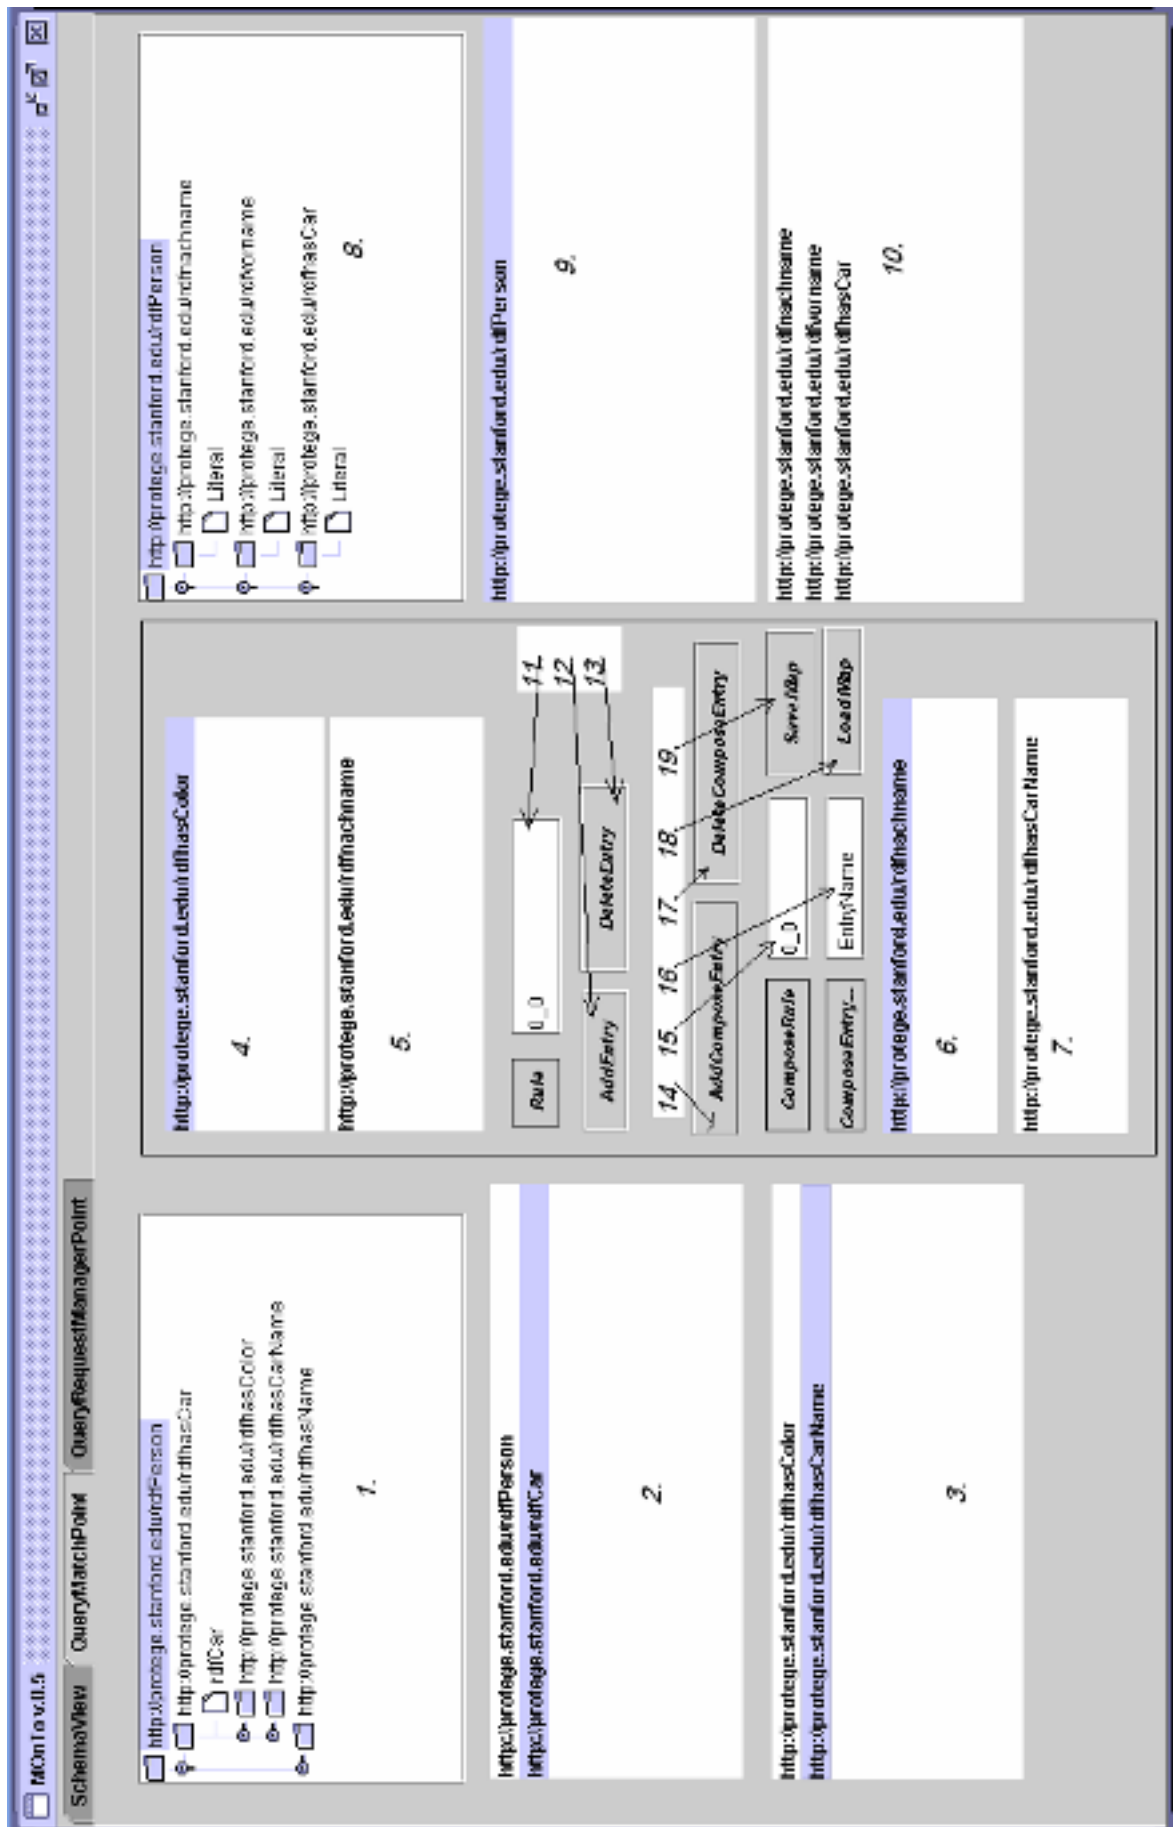 MOnTo v.0.5
SchemaView QueryMatchPoint QueryRequestManagerPoint
http://protege.stanford.edu/rdfPerson
http://protege.stanford.edu/rdfhasCar
rdfCar
http://protege.stanford.edu/rdfhasColor
http://protege.stanford.edu/rdfhasCarName
http://protege.stanford.edu/rdfhasName
1.
http://protege.stanford.edu/rdfPerson
http://protege.stanford.edu/rdfCar
2.
http://protege.stanford.edu/rdfhasColor
http://protege.stanford.edu/rdfhasCarName
3.
http://protege.stanford.edu/rdfhasColor
4.
http://protege.stanford.edu/rdfnachname
5.
Rule 0_0 11.
12.
13.
AddEntry DeleteEntry
14. 15. 16. 17. 18. 19.
AddComposeEntry DeleteComposeEntry
ComposeRule 0_0 SaveMap
ComposeEntry... EntryName LoadMap
http://protege.stanford.edu/rdfnachname
6.
http://protege.stanford.edu/rdfhasCarName
7.
http://protege.stanford.edu/rdfPerson
http://protege.stanford.edu/rdfnachname
Literal
http://protege.stanford.edu/rdfvorname
Literal
http://protege.stanford.edu/rdfhasCar
Literal
8.
http://protege.stanford.edu/rdfPerson
9.
http://protege.stanford.edu/rdfnachname
http://protege.stanford.edu/rdfvorname
http://protege.stanford.edu/rdfhasCar
10.